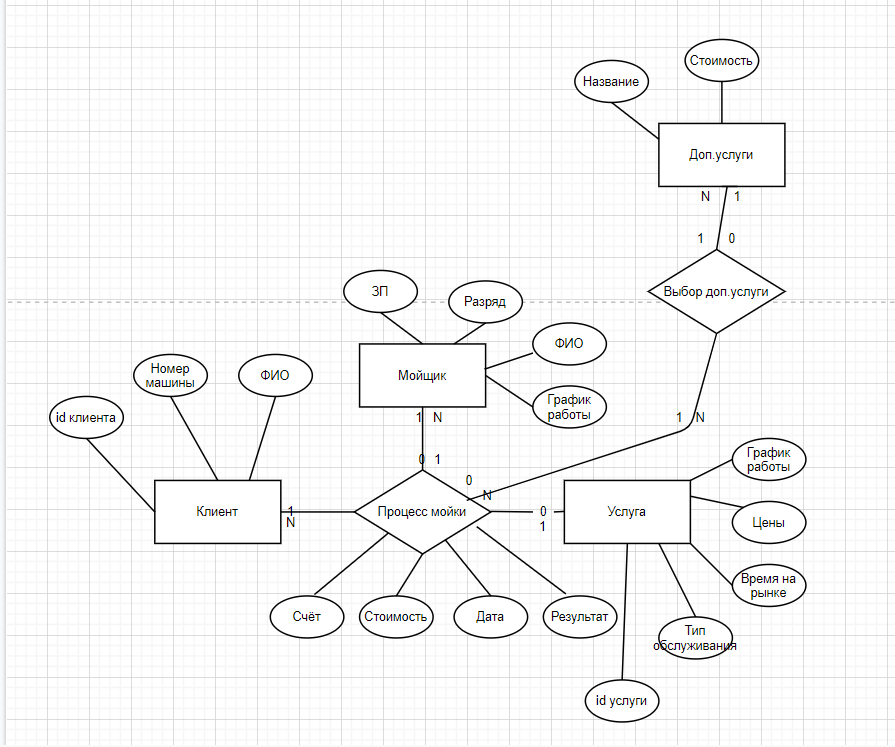 Стоимость
Название
Доп.услуги
N 1
1 0
Выбор доп.услуги
ЗП
Разряд
ФИО
Мойщик
График
работы
Номер
машины
ФИО
id клиента
1 N
1 N
0 1
0
N
График
работы
Клиент
1
N
Процесс мойки
0
1
Услуга
Цены
Время на
рынке
Счёт
Стоимость
Дата
Результат
Тип
обслуживания
id услуги